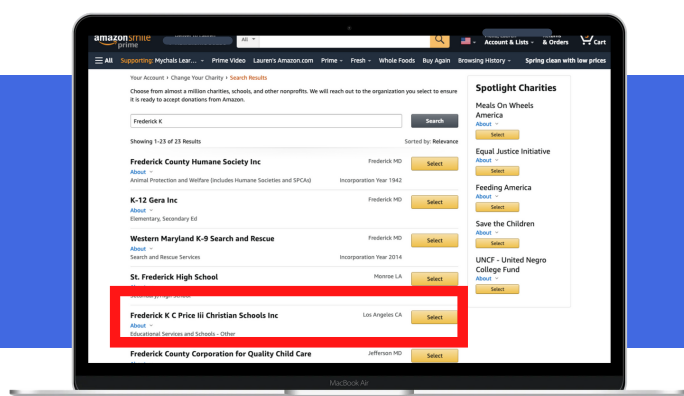 amazonsmile
prime
All
Account & Lists
& Orders
Cart
All Supporting: Mychals Lear... Prime Video Lauren's Amazon.com Prime Fresh Whole Foods Buy Again Browsing History Spring clean with low prices
Your Account › Change Your Charity › Search Results
Choose from almost a million charities, schools, and other nonprofits. We will reach out to the organization you select to ensure
it is ready to accept donations from Amazon.
Frederick K
Search
Showing 1-23 of 23 Results
Sorted by: Relevance
Frederick County Humane Society Inc Frederick MD Select
About
Animal Protection and Welfare (includes Humane Societies and SPCAs) Incorporation Year 1942
K-12 Gera Inc Frederick MD Select
About
Elementary, Secondary Ed
Western Maryland K-9 Search and Rescue Frederick MD Select
About
Search and Rescue Services Incorporation Year 2014
St. Frederick High School Monroe LA Select
Frederick K C Price Iii Christian Schools Inc Los Angeles CA Select
About
Educational Services and Schools - Other
Frederick County Corporation for Quality Child Care Jefferson MD Select
Spotlight Charities
Meals On Wheels
America
About
Select
Equal Justice Initiative
About
Select
Feeding America
About
Select
Save the Children
About
Select
UNCF - United Negro
College Fund
About
Select
MacBook Air